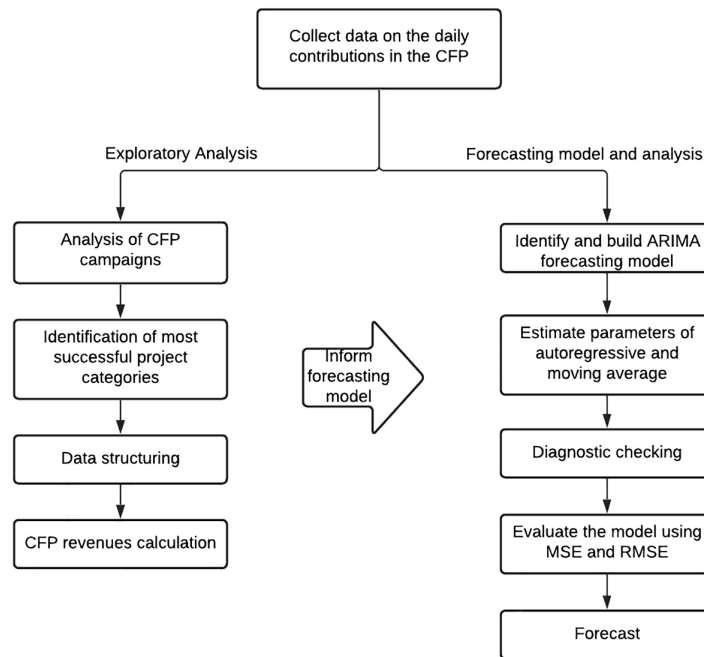 Collect data on the daily
contributions in the CFP
Exploratory Analysis
Forecasting model and analysis
Analysis of CFP
campaigns
Identification of most
successful project
categories
Data structuring
CFP revenues calculation
Inform
forecasting
model
Identify and build ARIMA
forecasting model
Estimate parameters of
autoregressive and
moving average
Diagnostic checking
Evaluate the model using
MSE and RMSE
Forecast